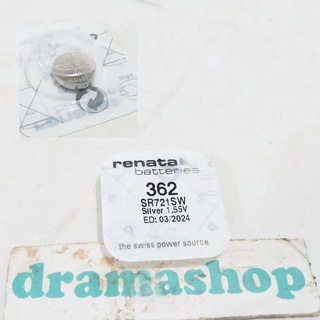 renata
batteries
362
SR721SW
Silver 1.55V
ED: 03/2024
the swiss power source
dramashop